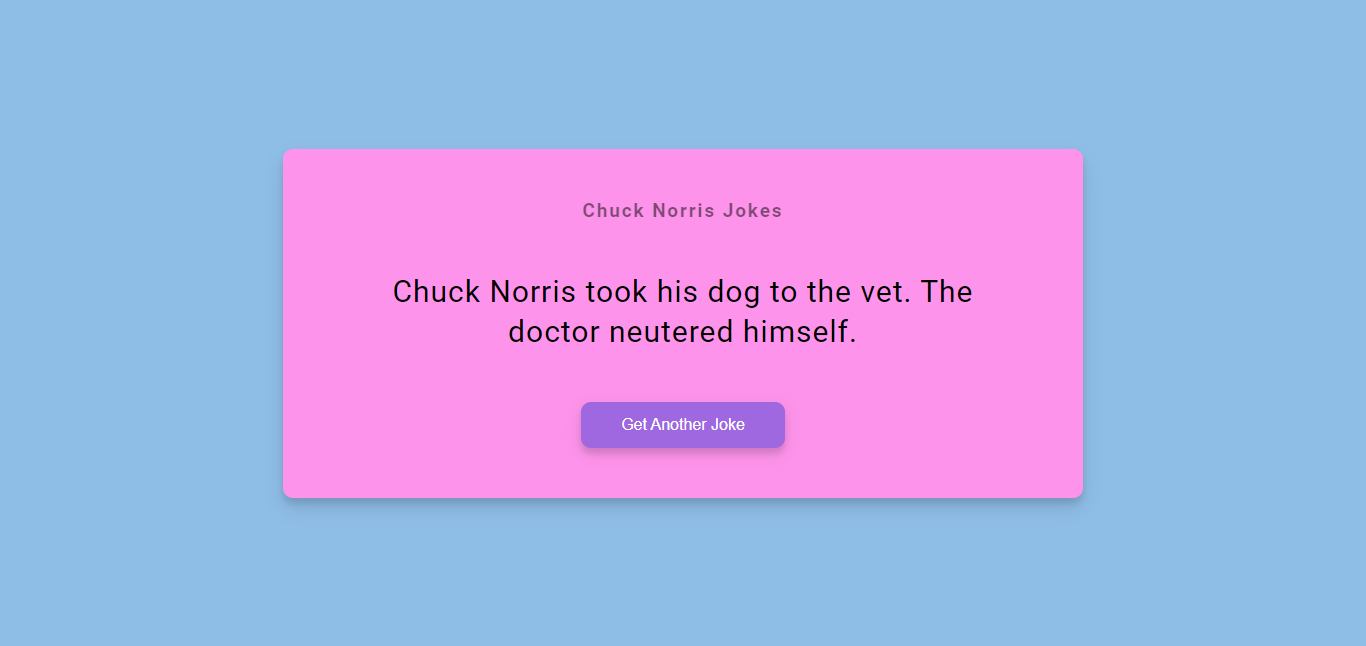 Chuck Norris Jokes
Chuck Norris took his dog to the vet. The
doctor neutered himself.
Get Another Joke